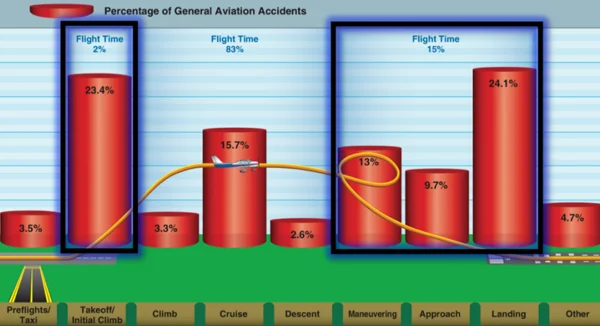 Percentage of General Aviation Accidents
Flight Time
2%
Flight Time
83%
Flight Time
15%
23.4%
24.1%
15.7%
13%
9.7%
3.5%
3.3%
2.6%
4.7%
Preflights/
Taxi
Takeoff/
Initial Climb
Climb
Cruise
Descent
Maneuvering
Approach
Landing
Other